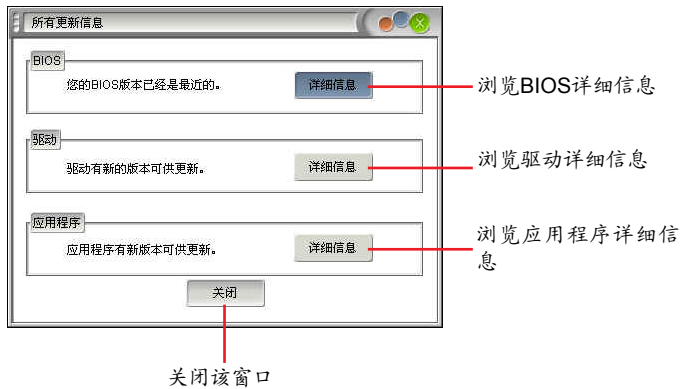 所有更新信息
BIOS
您的BIOS版本已经是最近的。
详细信息
浏览BIOS详细信息
驱动
驱动有新的版本可供更新。
详细信息
浏览驱动详细信息
应用程序
应用程序有新版本可供更新。
详细信息
浏览应用程序详细信
息
关闭
关闭该窗口